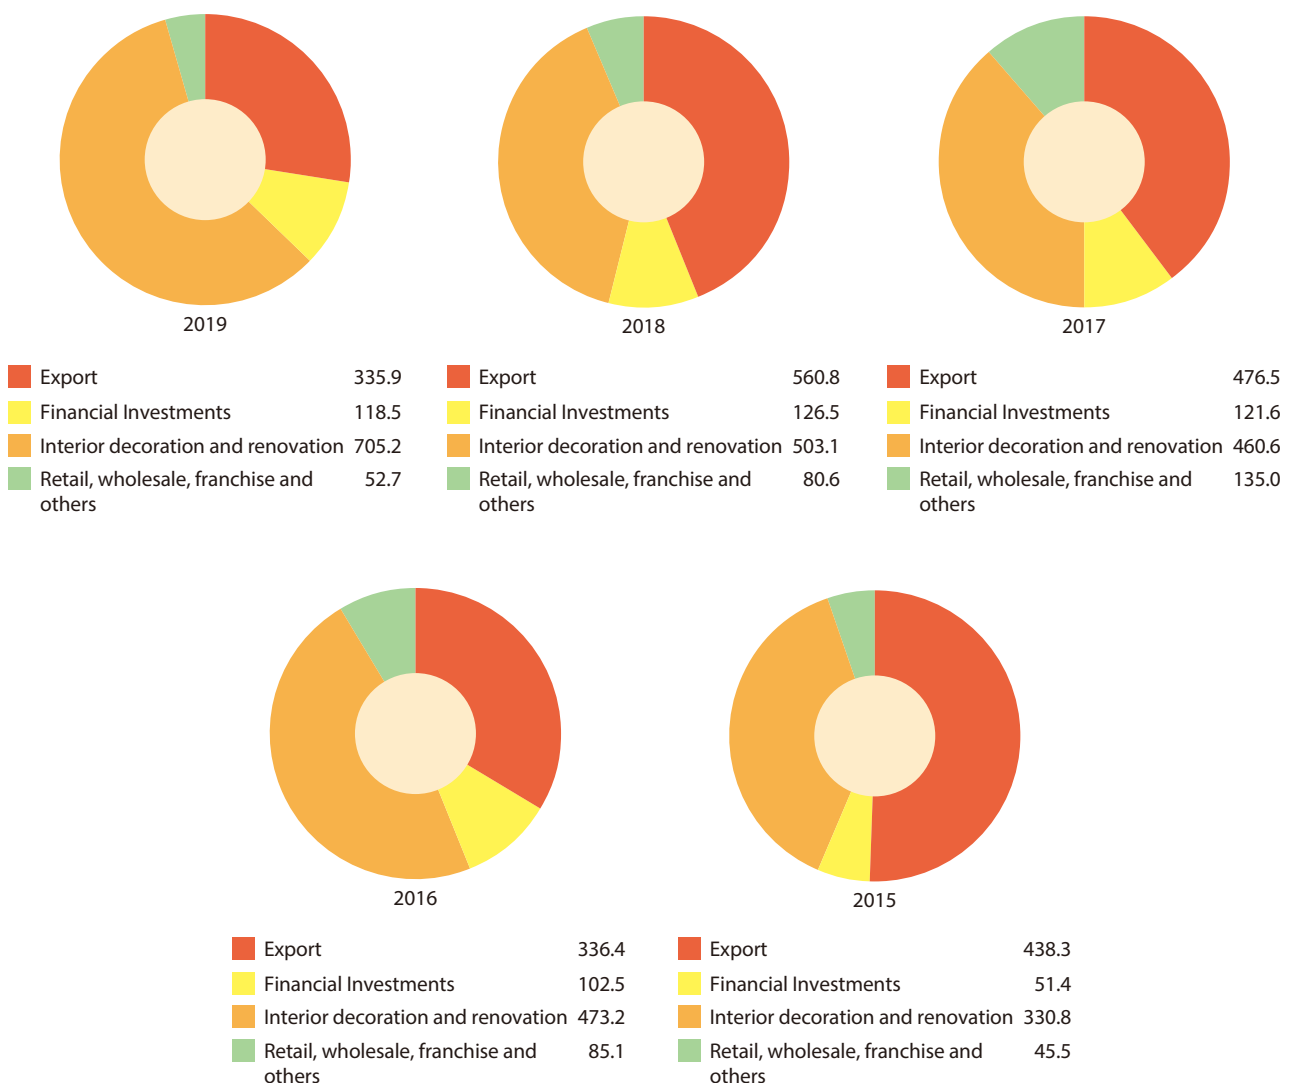 2019
Export 335.9
Financial Investments 118.5
Interior decoration and renovation 705.2
Retail, wholesale, franchise and 52.7
others
2018
Export 560.8
Financial Investments 126.5
Interior decoration and renovation 503.1
Retail, wholesale, franchise and 80.6
others
2017
Export 476.5
Financial Investments 121.6
Interior decoration and renovation 460.6
Retail, wholesale, franchise and 135.0
others
2016
Export 336.4
Financial Investments 102.5
Interior decoration and renovation 473.2
Retail, wholesale, franchise and 85.1
others
2015
Export 438.3
Financial Investments 51.4
Interior decoration and renovation 330.8
Retail, wholesale, franchise and 45.5
others